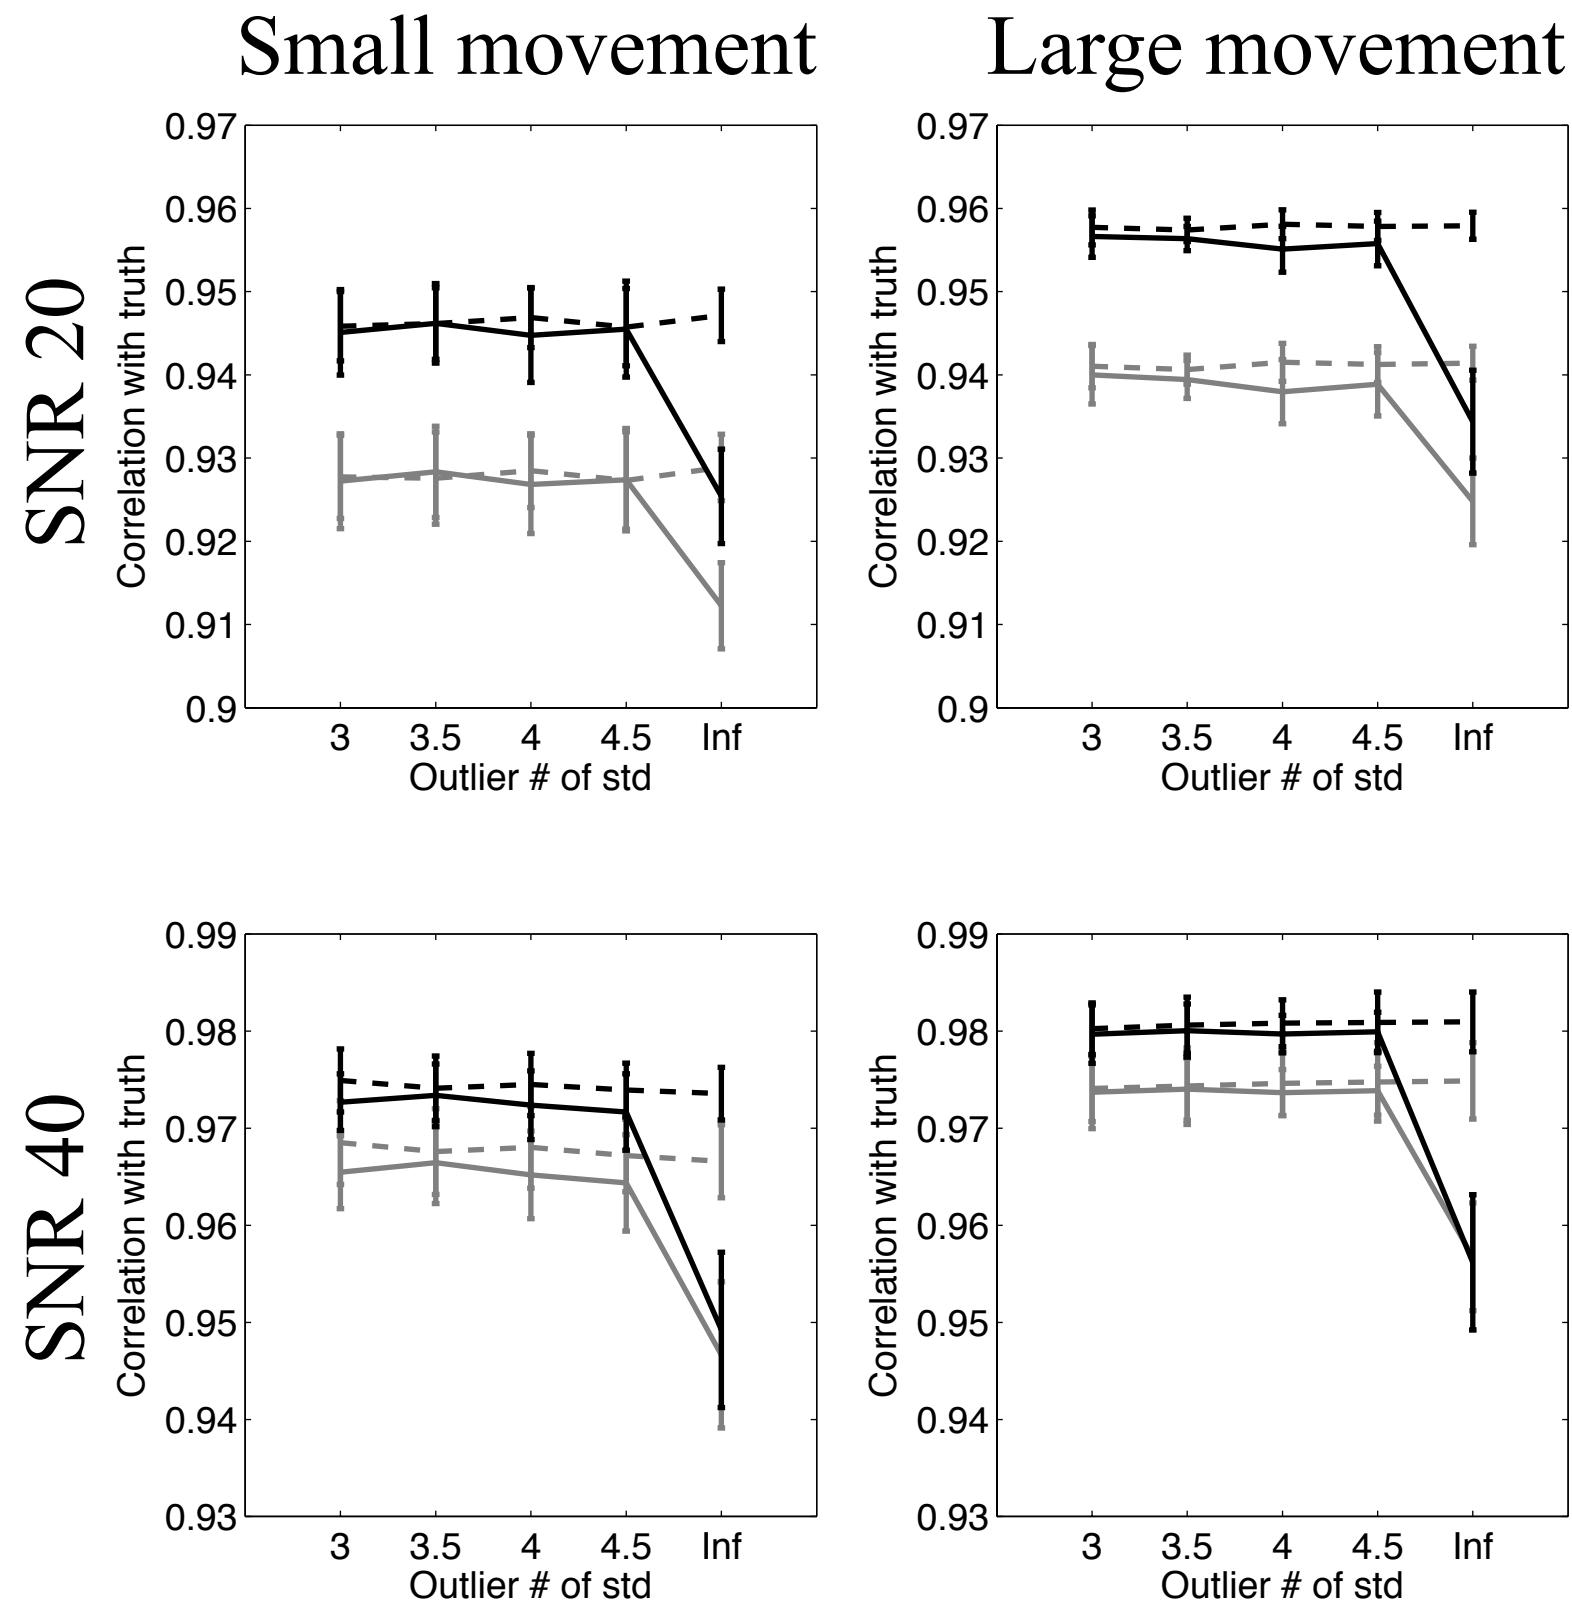 Small movement
Large movement
SNR 20
Correlation with truth
0.97
0.96
0.95
0.94
0.93
0.92
0.91
0.9
3 3.5 4 4.5 Inf
Outlier # of std
Correlation with truth
0.97
0.96
0.95
0.94
0.93
0.92
0.91
0.9
3 3.5 4 4.5 Inf
Outlier # of std
SNR 40
Correlation with truth
0.99
0.98
0.97
0.96
0.95
0.94
0.93
3 3.5 4 4.5 Inf
Outlier # of std
Correlation with truth
0.99
0.98
0.97
0.96
0.95
0.94
0.93
3 3.5 4 4.5 Inf
Outlier # of std